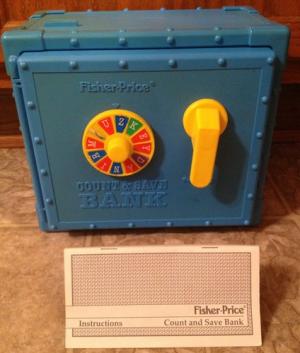 Fisher-Price®
COUNT & SAVE
BANK
Fisher-Price®
Instructions Count and Save Bank